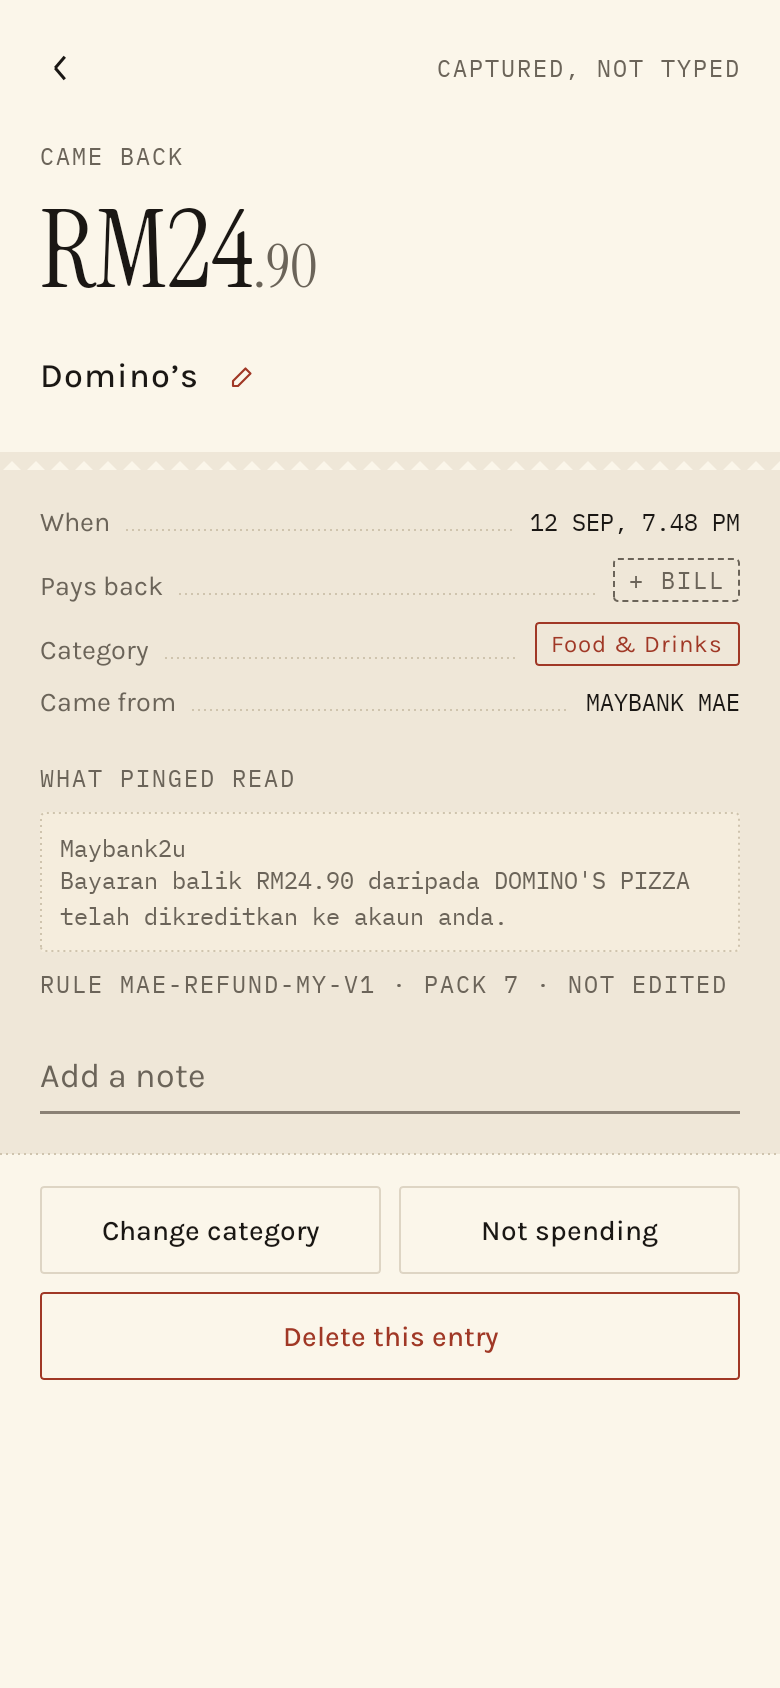 CAPTURED, NOT TYPED
CAME BACK
RM24.90
Domino’s
When 12 SEP, 7.48 PM
Pays back + BILL
Category Food & Drinks
Came from MAYBANK MAE
WHAT PINGED READ
Maybank2u
Bayaran balik RM24.90 daripada DOMINO'S PIZZA
telah dikreditkan ke akaun anda.
RULE MAE-REFUND-MY-V1 · PACK 7 · NOT EDITED
Add a note
Change category Not spending
Delete this entry